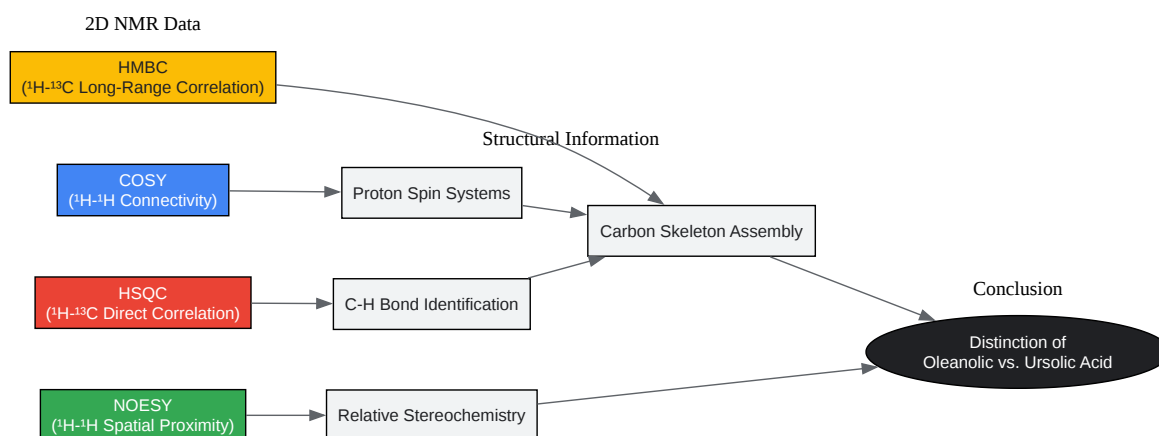 2D NMR Data
HMBC
(¹H-¹³C Long-Range Correlation)
Structural Information
COSY
(¹H-¹H Connectivity)
Proton Spin Systems
Carbon Skeleton Assembly
HSQC
(¹H-¹³C Direct Correlation)
C-H Bond Identification
Conclusion
Distinction of
Oleanolic vs. Ursolic Acid
NOESY
(¹H-¹H Spatial Proximity)
Relative Stereochemistry